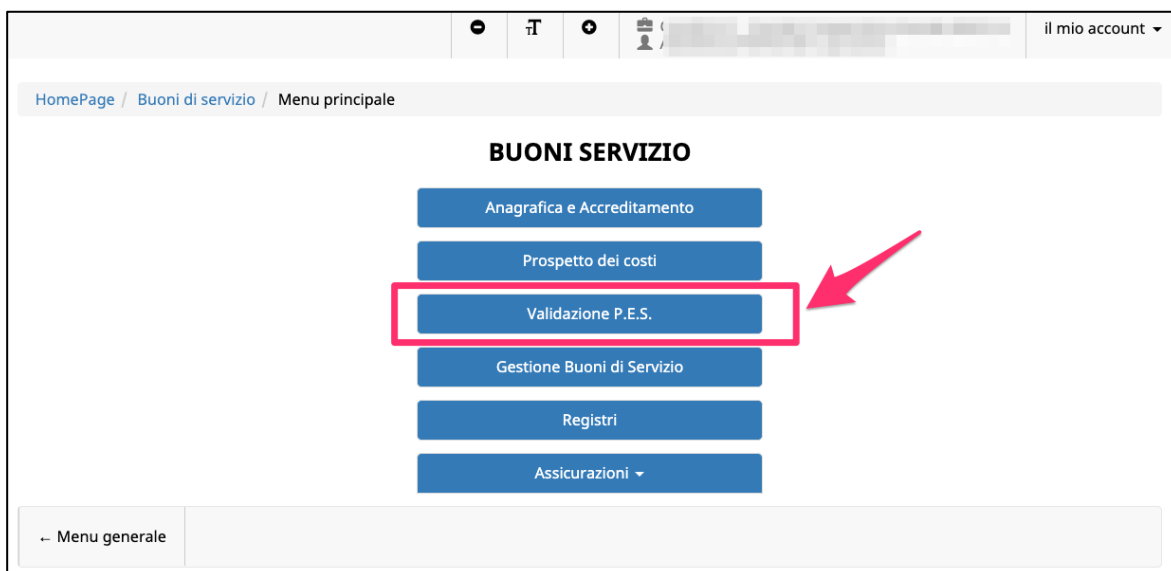 il mio account
HomePage / Buoni di servizio / Menu principale
BUONI SERVIZIO
Anagrafica e Accreditamento
Prospetto dei costi
Validazione P.E.S.
Gestione Buoni di Servizio
Registri
Assicurazioni
← Menu generale